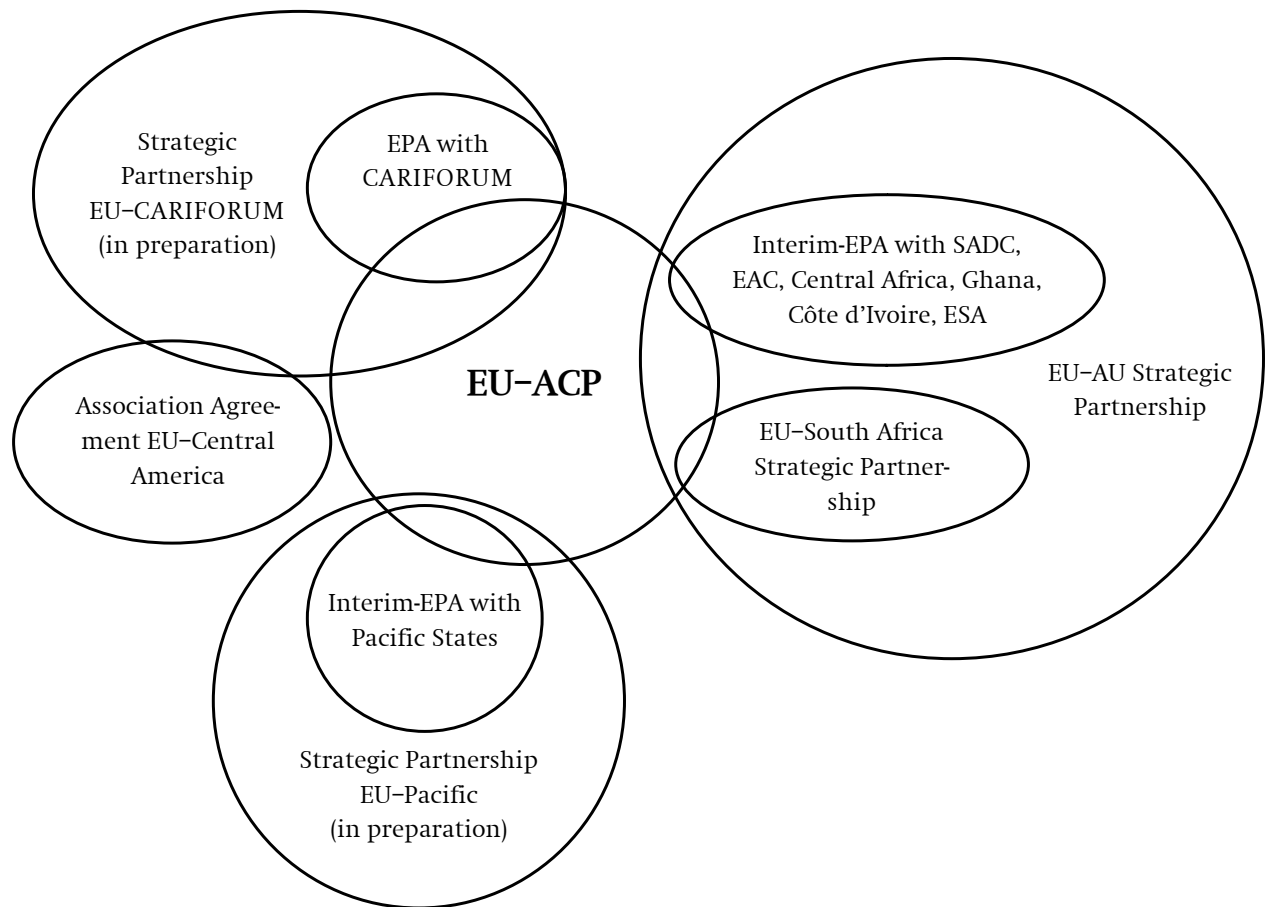 Strategic
Partnership
EU–CARIFORUM
(in preparation)
EPA with
CARIFORUM
Interim-EPA with SADC,
EAC, Central Africa, Ghana,
Côte d’Ivoire, ESA
EU–AU Strategic
Partnership
EU–ACP
Association Agree-
ment EU–Central
America
EU–South Africa
Strategic Partner-
ship
Interim-EPA with
Pacific States
Strategic Partnership
EU–Pacific
(in preparation)